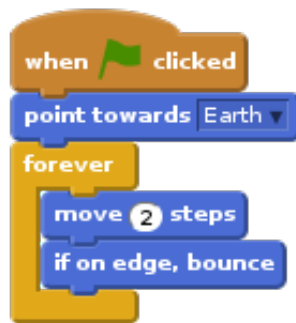 when clicked
point towards Earth
forever
move 2 steps
if on edge, bounce